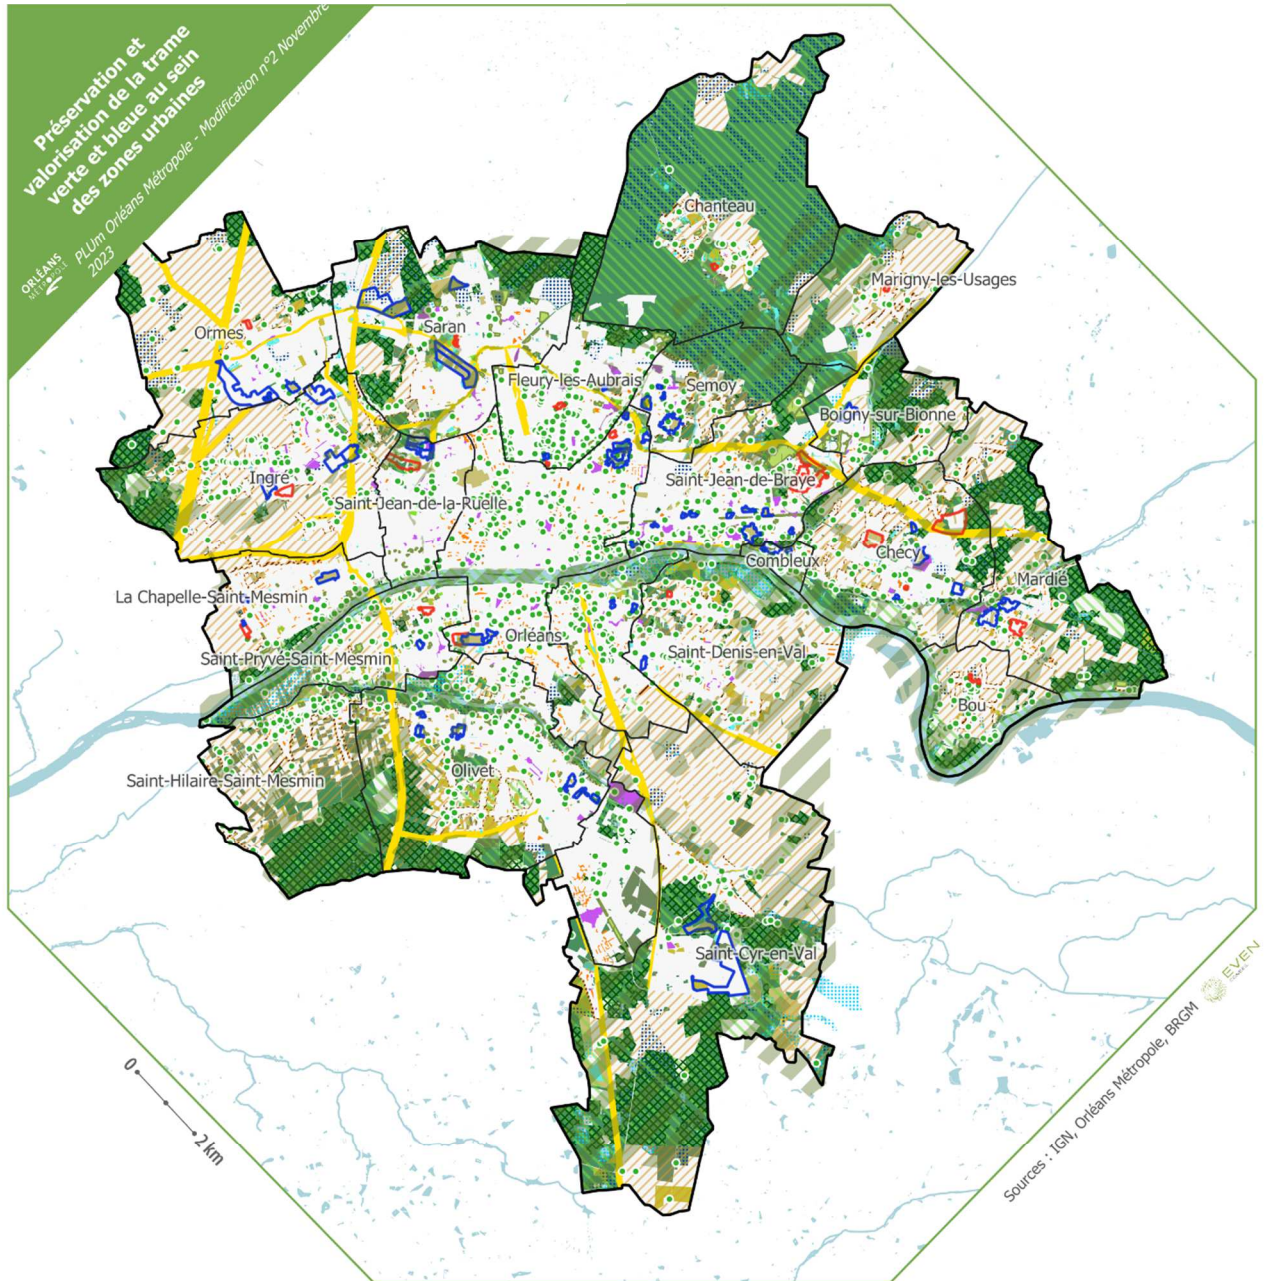 Préservation et
valorisation de la trame
verte et bleue au sein
des zones urbaines
PLUm Orléans Métropole - Modification n°2 Novembre
2023
ORLÉANS
MÉTROPOLE
Chanteau
Marigny-les-Usages
Ormes
Saran
Fleury-les-Aubrais
Semoy
Boigny-sur-Bionne
Ingré
Saint-Jean-de-Braye
Saint-Jean-de-la-Ruelle
Chécy
Combleux
Mardié
La Chapelle-Saint-Mesmin
Orléans
Saint-Pryvé-Saint-Mesmin
Saint-Denis-en-Val
Bou
Saint-Hilaire-Saint-Mesmin
Olivet
Saint-Cyr-en-Val
0
2 km
Sources : IGN, Orléans Métropole, BRGM
EVEN